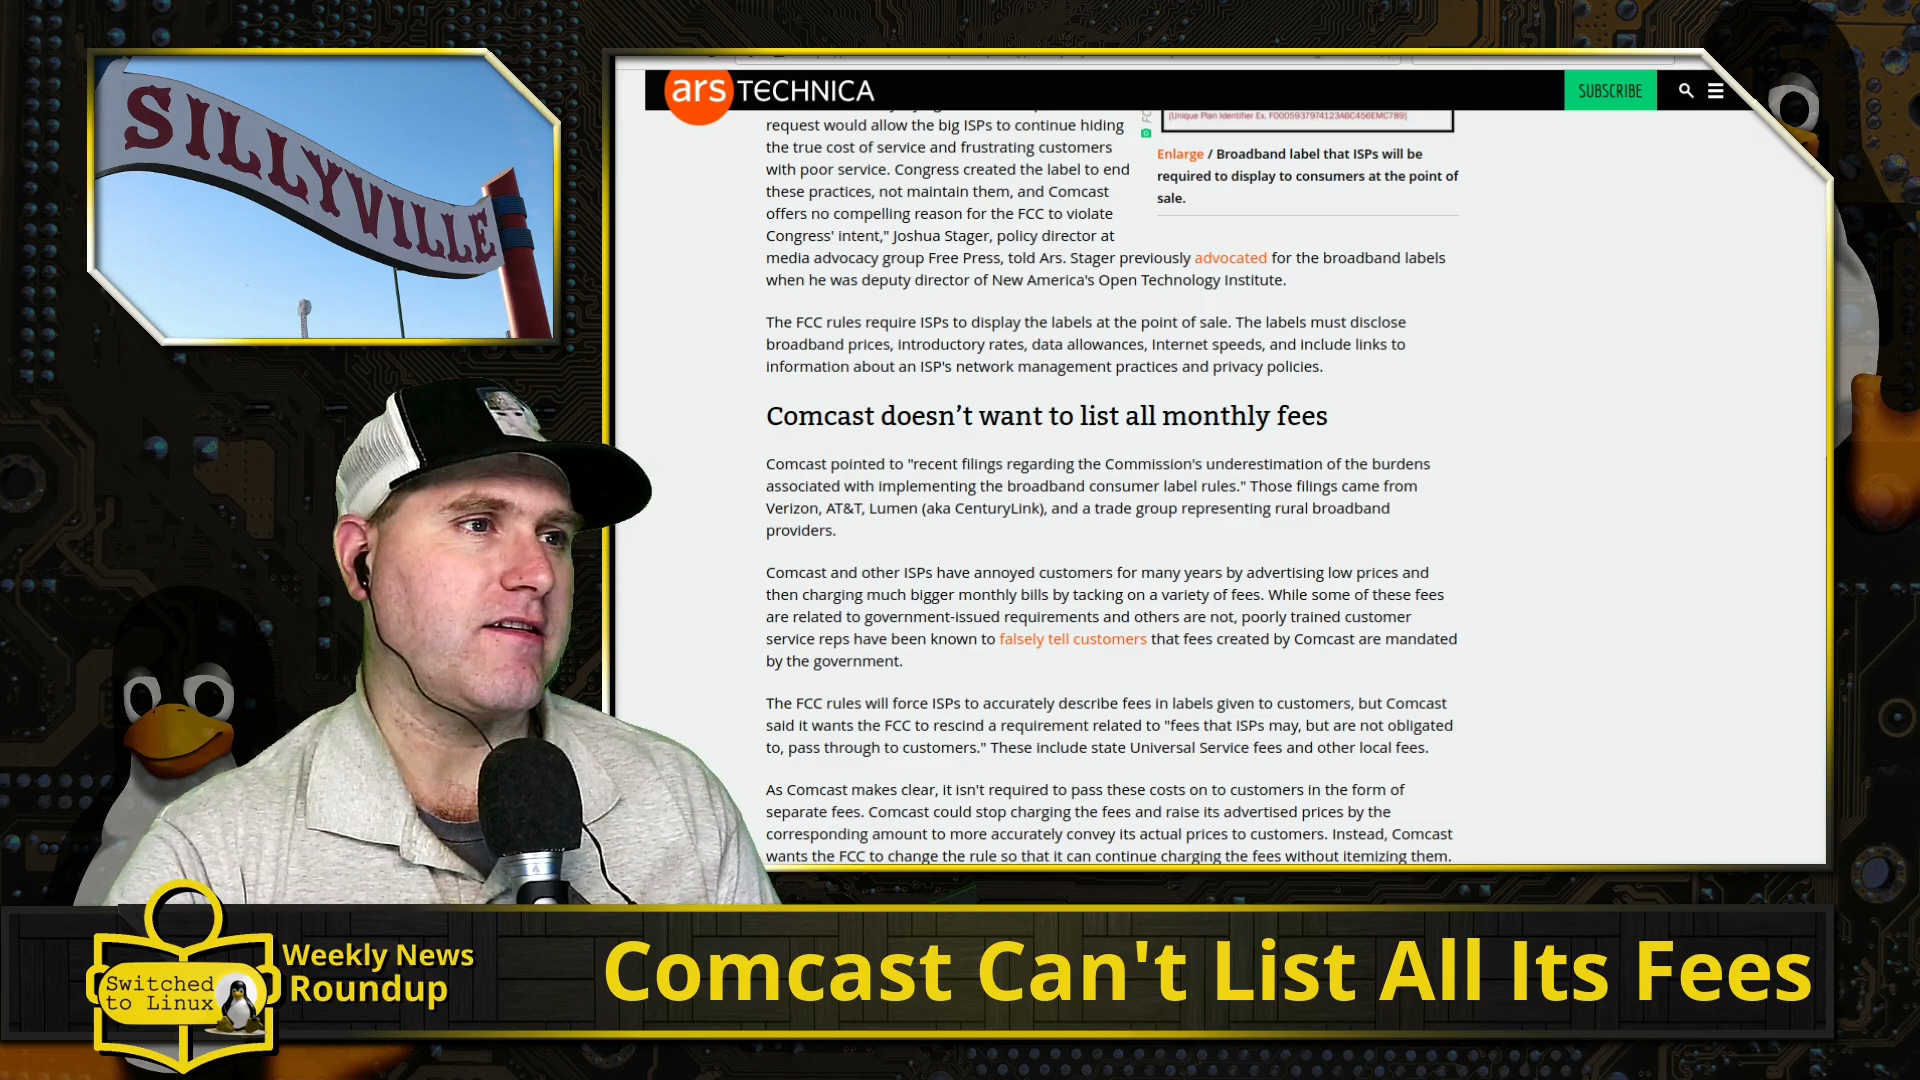 SILLYVILLE
ars TECHNICA
SUBSCRIBE
request would allow the big ISPs to continue hiding
the true cost of service and frustrating customers
with poor service. Congress created the label to end
these practices, not maintain them, and Comcast
offers no compelling reason for the FCC to violate
Congress' intent," Joshua Stager, policy director at
media advocacy group Free Press, told Ars. Stager previously advocated for the broadband labels
when he was deputy director of New America's Open Technology Institute.
(Unique Plan Identifier Ex. F0005937974123ABC456EMC789)
FC
Enlarge / Broadband label that ISPs will be
required to display to consumers at the point of
sale.
The FCC rules require ISPs to display the labels at the point of sale. The labels must disclose
broadband prices, introductory rates, data allowances, Internet speeds, and include links to
information about an ISP's network management practices and privacy policies.
Comcast doesn't want to list all monthly fees
Comcast pointed to "recent filings regarding the Commission's underestimation of the burdens
associated with implementing the broadband consumer label rules." Those filings came from
Verizon, AT&T, Lumen (aka CenturyLink), and a trade group representing rural broadband
providers.
Comcast and other ISPs have annoyed customers for many years by advertising low prices and
then charging much bigger monthly bills by tacking on a variety of fees. While some of these fees
are related to government-issued requirements and others are not, poorly trained customer
service reps have been known to falsely tell customers that fees created by Comcast are mandated
by the government.
The FCC rules will force ISPs to accurately describe fees in labels given to customers, but Comcast
said it wants the FCC to rescind a requirement related to "fees that ISPs may, but are not obligated
to, pass through to customers." These include state Universal Service fees and other local fees.
As Comcast makes clear, it isn't required to pass these costs on to customers in the form of
separate fees. Comcast could stop charging the fees and raise its advertised prices by the
corresponding amount to more accurately convey its actual prices to customers. Instead, Comcast
wants the FCC to change the rule so that it can continue charging the fees without itemizing them.
Switched
to Linux
Weekly News
Roundup
Comcast Can't List All Its Fees